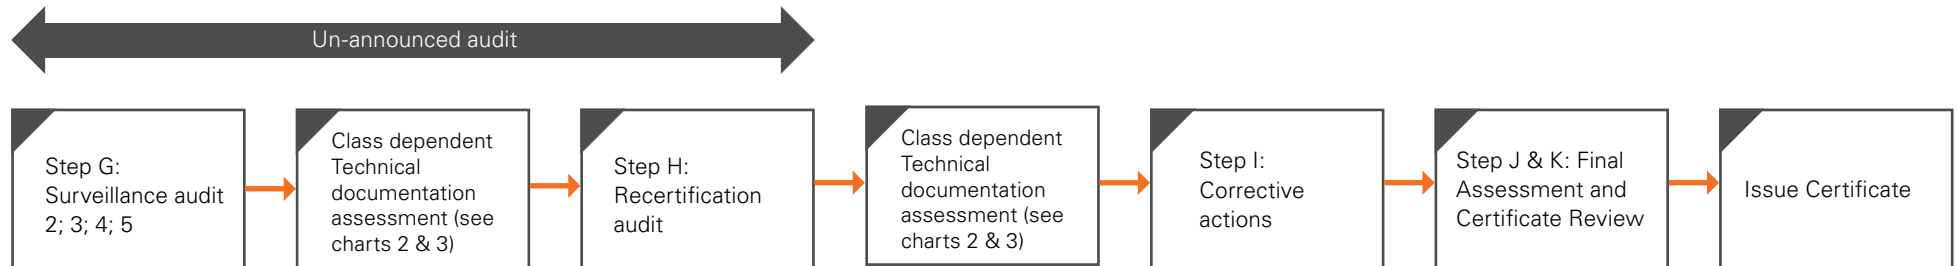 Un-announced audit
Step G:
Surveillance audit
2; 3; 4; 5
Class dependent
Technical
documentation
assessment (see
charts 2 & 3)
Step H:
Recertification
audit
Class dependent
Technical
documentation
assessment (see
charts 2 & 3)
Step I:
Corrective
actions
Step J & K: Final
Assessment and
Certificate Review
Issue Certificate